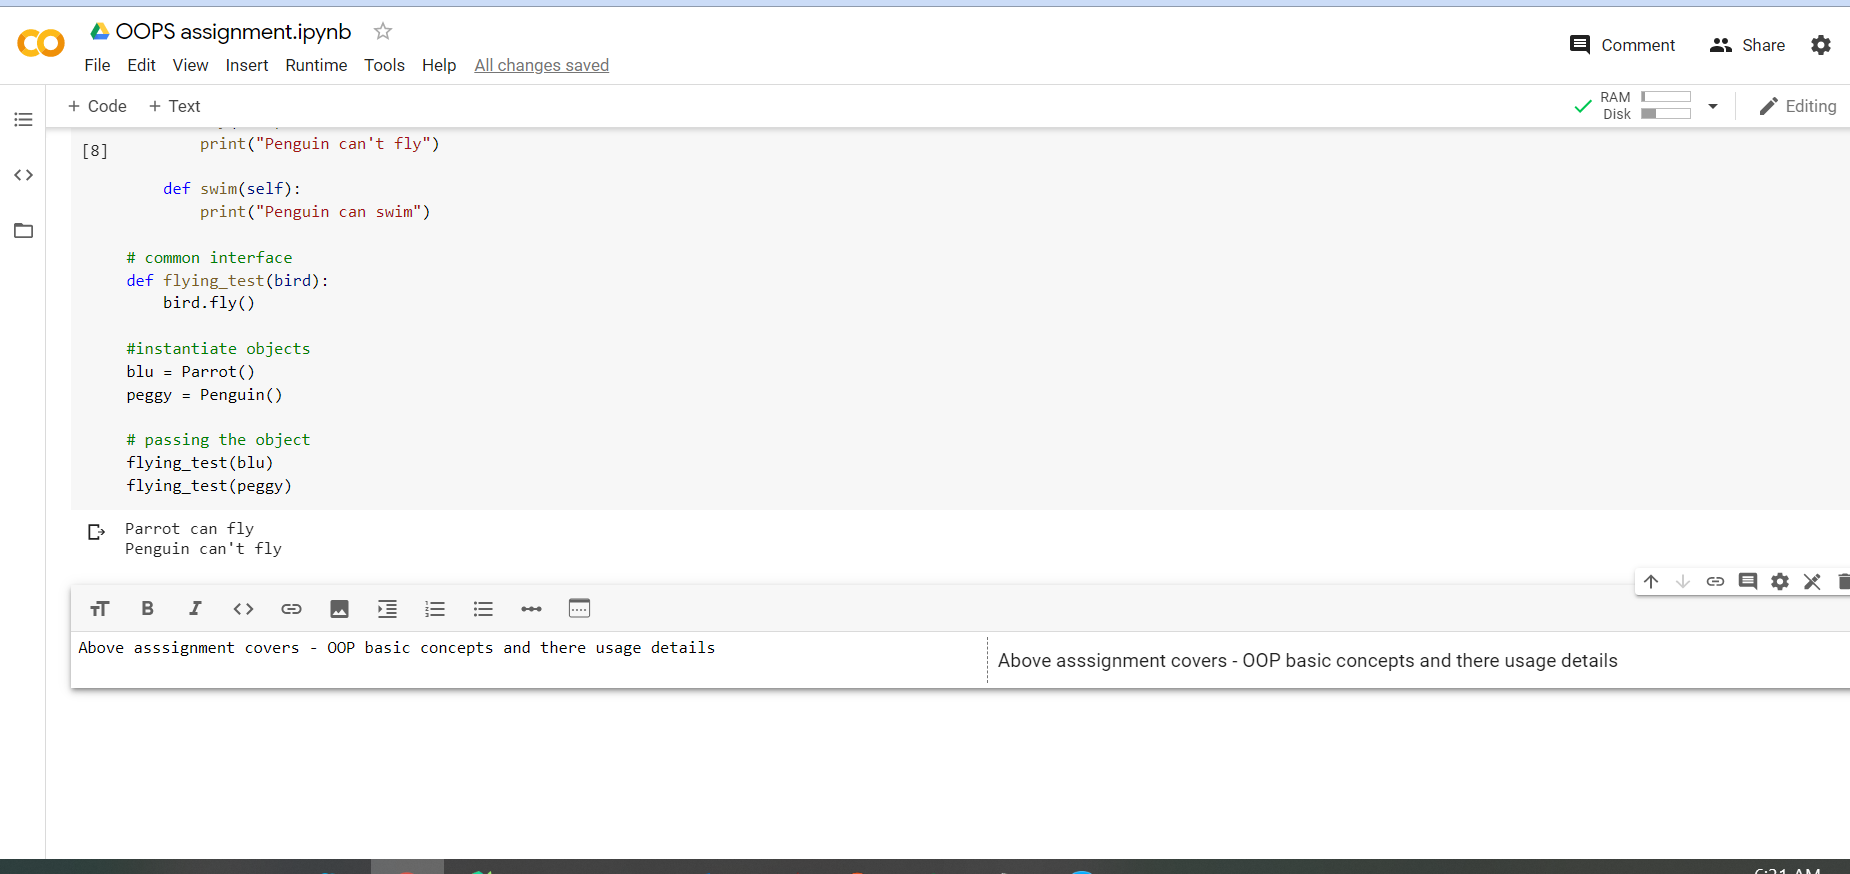 OOPS assignment.ipynb
File Edit View Insert Runtime Tools Help All changes saved
Comment Share
+ Code + Text
RAM
Disk
Editing
[8]
print("Penguin can't fly")
def swim(self):
print("Penguin can swim")
# common interface
def flying_test(bird):
bird.fly()
#instantiate objects
blu = Parrot()
peggy = Penguin()
# passing the object
flying_test(blu)
flying_test(peggy)
Parrot can fly
Penguin can't fly
Above asssignment covers - OOP basic concepts and there usage details
Above asssignment covers - OOP basic concepts and there usage details